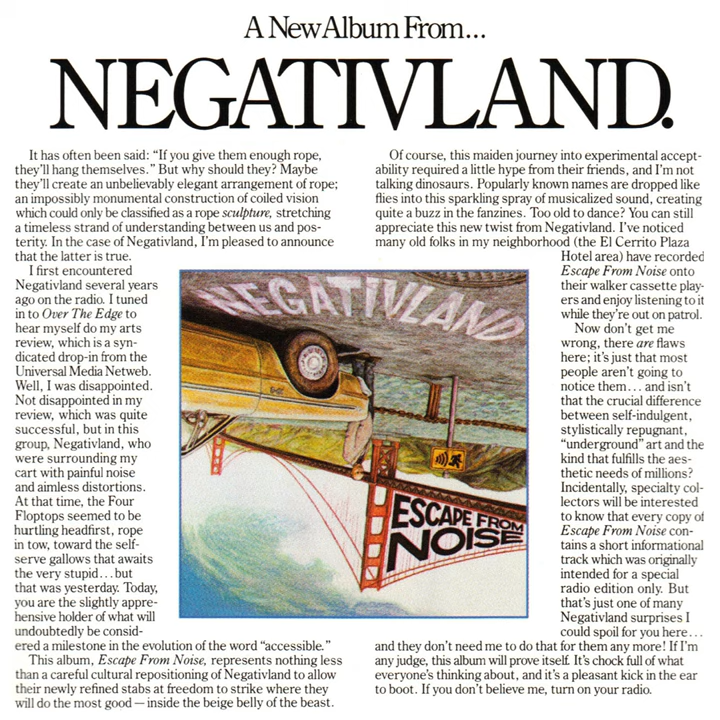 A New Album From...
NEGATIVLAND.
It has often been said: “If you give them enough rope,
they’ll hang themselves.” But why should they? Maybe
they’ll create an unbelievably elegant arrangement of rope;
an impossibly monumental construction of coiled vision
which could only be classified as a rope sculpture, stretching
a timeless strand of understanding between us and pos-
terity. In the case of Negativland, I’m pleased to announce
that the latter is true.
I first encountered
Negativland several years
ago on the radio. I tuned
in to Over The Edge to
hear myself do my arts
review, which is a syn-
dicated drop-in from the
Universal Media Netweb.
Well, I was disappointed.
Not disappointed in my
review, which was quite
successful, but in this
group, Negativland, who
were surrounding my
cart with painful noise
and aimless distortions.
At that time, the Four
Floptops seemed to be
hurtling headfirst, rope
in tow, toward the self-
serve gallows that awaits
the very stupid...but
that was yesterday. Today,
you are the slightly appre-
hensive holder of what will
undoubtedly be consid-
ered a milestone in the evolution of the word “accessible.”
This album, Escape From Noise, represents nothing less
than a careful cultural repositioning of Negativland to allow
their newly refined stabs at freedom to strike where they
will do the most good — inside the beige belly of the beast.
Of course, this maiden journey into experimental accept-
ability required a little hype from their friends, and I’m not
talking dinosaurs. Popularly known names are dropped like
flies into this sparkling spray of musicalized sound, creating
quite a buzz in the fanzines. Too old to dance? You can still
appreciate this new twist from Negativland. I’ve noticed
many old folks in my neighborhood (the El Cerrito Plaza
Hotel area) have recorded
Escape From Noise onto
their walker cassette play-
ers and enjoy listening to it
while they’re out on patrol.
Now don’t get me
wrong, there are flaws
here; it’s just that most
people aren’t going to
notice them...and isn’t
that the crucial difference
between self-indulgent,
stylistically repugnant,
“underground” art and the
kind that fulfills the aes-
thetic needs of millions?
Incidentally, specialty col-
lectors will be interested
to know that every copy of
Escape From Noise con-
tains a short informational
track which was originally
intended for a special
radio edition only. But
that’s just one of many
Negativland surprises I
could spoil for you here...
and they don’t need me to do that for them any more! If I’m
any judge, this album will prove itself. It’s chock full of what
everyone’s thinking about, and it’s a pleasant kick in the ear
to boot. If you don’t believe me, turn on your radio.
NEGATIVLAND
ESCAPE FROM
NOISE